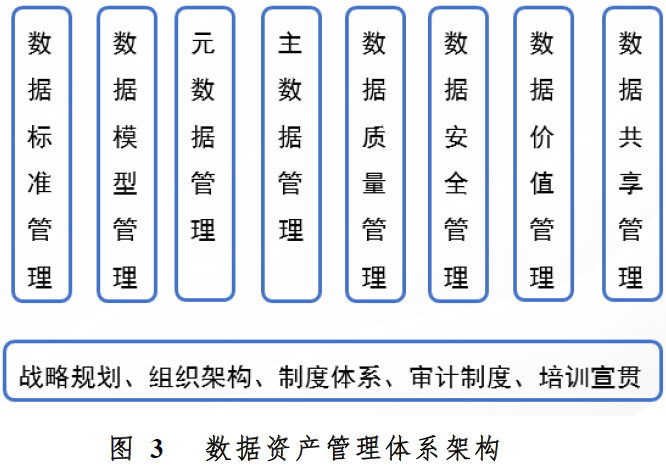 数据标准管理
数据模型管理
元数据管理
主数据管理
数据质量管理
数据安全管理
数据价值管理
数据共享管理
战略规划、组织架构、制度体系、审计制度、培训宣贯
图 3 数据资产管理体系架构